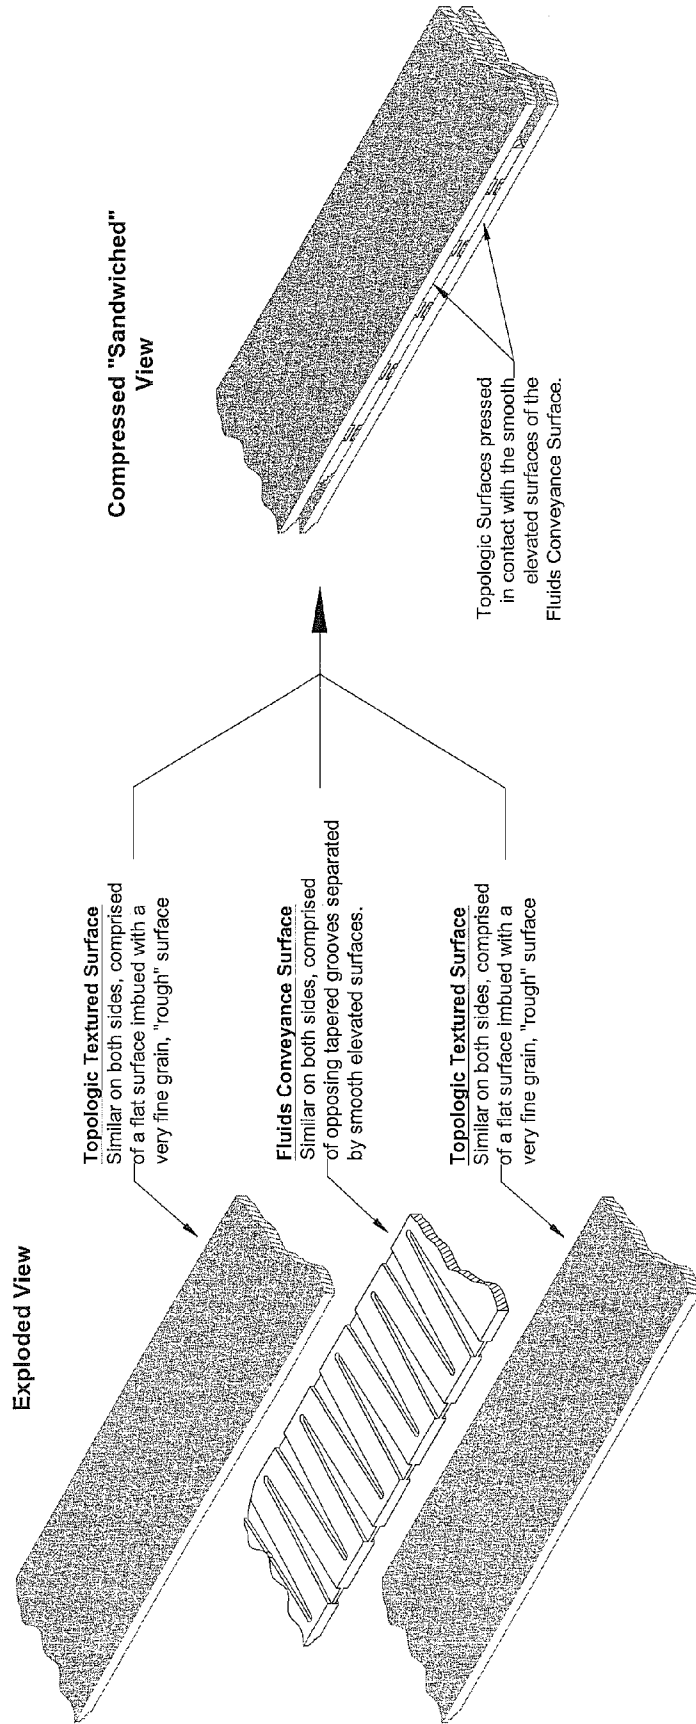 Exploded View
Topologic Textured Surface
Similar on both sides, comprised
of a flat surface imbued with a
very fine grain, "rough" surface
Fluids Conveyance Surface
Similar on both sides, comprised
of opposing tapered grooves separated
by smooth elevated surfaces.
Topologic Textured Surface
Similar on both sides, comprised
of a flat surface imbued with a
very fine grain, "rough" surface
Compressed "Sandwiched"
View
Topologic Surfaces pressed
in contact with the smooth
elevated surfaces of the
Fluids Conveyance Surface.